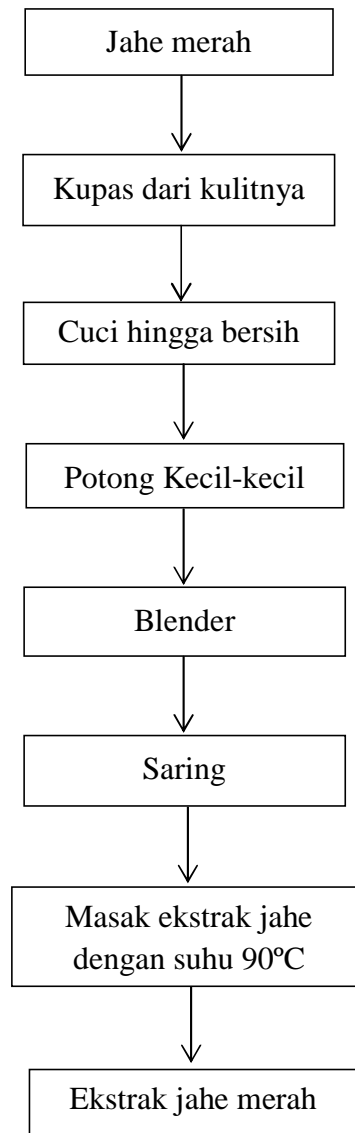 Jahe merah
Kupas dari kulitnya
Cuci hingga bersih
Potong Kecil-kecil
Blender
Saring
Masak ekstrak jahe
dengan suhu 90ºC
Ekstrak jahe merah